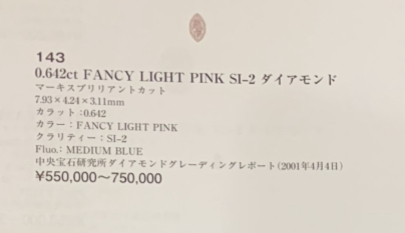 143
0.642ct FANCY LIGHT PINK SI-2 ダイアモンド
マーキスブリリアントカット
7.93×4.24×3.11mm
カラット:0.642
カラー:FANCY LIGHT PINK
クラリティー:SI-2
Fluo.: MEDIUM BLUE
中央宝石研究所ダイアモンドグレーディングレポート(2001年4月4日)
¥550,000〜750,000